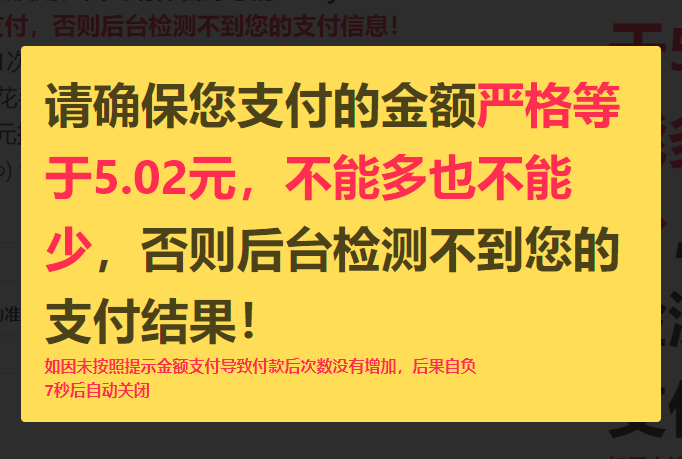 支付，否则后台检测不到您的支付信息！
请确保您支付的金额严格等
于5.02元，不能多也不能
少，否则后台检测不到您的
支付结果！
如因未按照提示金额支付导致付款后次数没有增加，后果自负
7秒后自动关闭